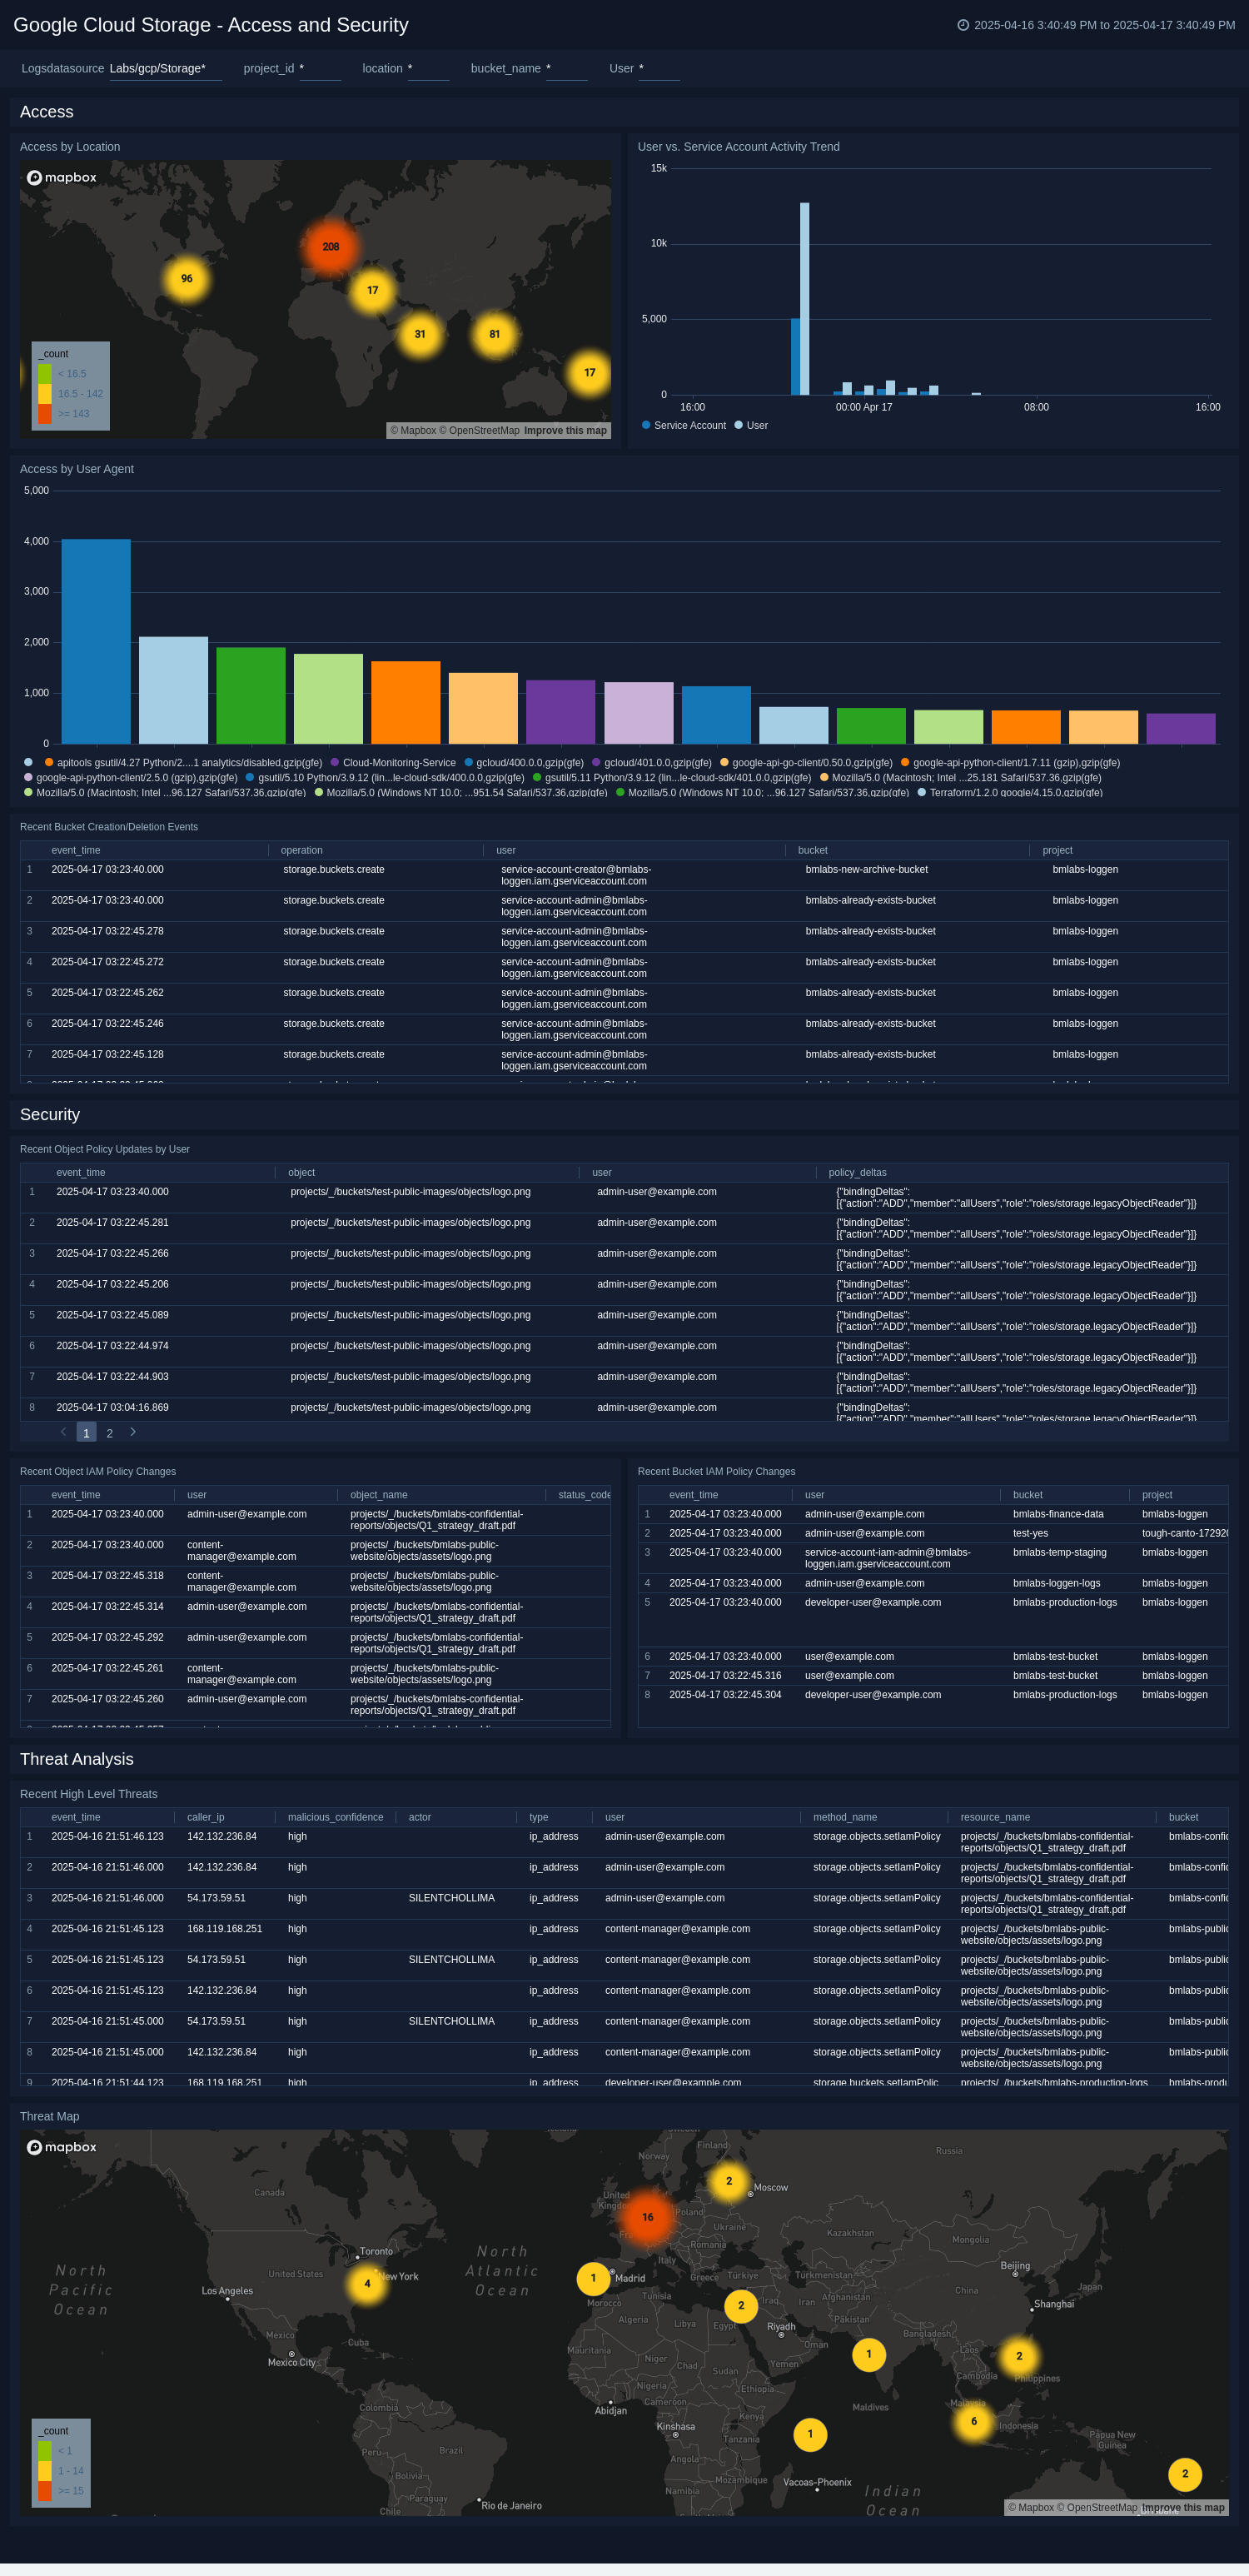 Google Cloud Storage - Access and Security
2025-04-16 3:40:49 PM to 2025-04-17 3:40:49 PM
Logsdatasource Labs/gcp/Storage* project_id * location * bucket_name * User *
Access
Access by Location
mapbox
208
96
17
31
81
17
_count
< 16.5
16.5 - 142
>= 143
© Mapbox © OpenStreetMap Improve this map
User vs. Service Account Activity Trend
15k
10k
5,000
0
16:00 00:00 Apr 17 08:00 16:00
Service Account User
Access by User Agent
5,000
4,000
3,000
2,000
1,000
0
apitools gsutil/4.27 Python/2....1 analytics/disabled,gzip(gfe) Cloud-Monitoring-Service gcloud/400.0.0,gzip(gfe) gcloud/401.0.0,gzip(gfe) google-api-go-client/0.50.0,gzip(gfe) google-api-python-client/1.7.11 (gzip),gzip(gfe)
google-api-python-client/2.5.0 (gzip),gzip(gfe) gsutil/5.10 Python/3.9.12 (lin...le-cloud-sdk/400.0.0,gzip(gfe) gsutil/5.11 Python/3.9.12 (lin...le-cloud-sdk/401.0.0,gzip(gfe) Mozilla/5.0 (Macintosh; Intel ...25.181 Safari/537.36,gzip(gfe)
Mozilla/5.0 (Macintosh; Intel ...96.127 Safari/537.36,gzip(gfe) Mozilla/5.0 (Windows NT 10.0; ...951.54 Safari/537.36,gzip(gfe) Mozilla/5.0 (Windows NT 10.0; ...96.127 Safari/537.36,gzip(gfe) Terraform/1.2.0 google/4.15.0,gzip(gfe)
Recent Bucket Creation/Deletion Events
event_time operation user bucket project
1 2025-04-17 03:23:40.000 storage.buckets.create service-account-creator@bmlabs- bmlabs-new-archive-bucket bmlabs-loggen
loggen.iam.gserviceaccount.com
2 2025-04-17 03:23:40.000 storage.buckets.create service-account-admin@bmlabs- bmlabs-already-exists-bucket bmlabs-loggen
loggen.iam.gserviceaccount.com
3 2025-04-17 03:22:45.278 storage.buckets.create service-account-admin@bmlabs- bmlabs-already-exists-bucket bmlabs-loggen
loggen.iam.gserviceaccount.com
4 2025-04-17 03:22:45.272 storage.buckets.create service-account-admin@bmlabs- bmlabs-already-exists-bucket bmlabs-loggen
loggen.iam.gserviceaccount.com
5 2025-04-17 03:22:45.262 storage.buckets.create service-account-admin@bmlabs- bmlabs-already-exists-bucket bmlabs-loggen
loggen.iam.gserviceaccount.com
6 2025-04-17 03:22:45.246 storage.buckets.create service-account-admin@bmlabs- bmlabs-already-exists-bucket bmlabs-loggen
loggen.iam.gserviceaccount.com
7 2025-04-17 03:22:45.128 storage.buckets.create service-account-admin@bmlabs- bmlabs-already-exists-bucket bmlabs-loggen
loggen.iam.gserviceaccount.com
Security
Recent Object Policy Updates by User
event_time object user policy_deltas
1 2025-04-17 03:23:40.000 projects/_/buckets/test-public-images/objects/logo.png admin-user@example.com {"bindingDeltas":
[{"action":"ADD","member":"allUsers","role":"roles/storage.legacyObjectReader"}]}
2 2025-04-17 03:22:45.281 projects/_/buckets/test-public-images/objects/logo.png admin-user@example.com {"bindingDeltas":
[{"action":"ADD","member":"allUsers","role":"roles/storage.legacyObjectReader"}]}
3 2025-04-17 03:22:45.266 projects/_/buckets/test-public-images/objects/logo.png admin-user@example.com {"bindingDeltas":
[{"action":"ADD","member":"allUsers","role":"roles/storage.legacyObjectReader"}]}
4 2025-04-17 03:22:45.206 projects/_/buckets/test-public-images/objects/logo.png admin-user@example.com {"bindingDeltas":
[{"action":"ADD","member":"allUsers","role":"roles/storage.legacyObjectReader"}]}
5 2025-04-17 03:22:45.089 projects/_/buckets/test-public-images/objects/logo.png admin-user@example.com {"bindingDeltas":
[{"action":"ADD","member":"allUsers","role":"roles/storage.legacyObjectReader"}]}
6 2025-04-17 03:22:44.974 projects/_/buckets/test-public-images/objects/logo.png admin-user@example.com {"bindingDeltas":
[{"action":"ADD","member":"allUsers","role":"roles/storage.legacyObjectReader"}]}
7 2025-04-17 03:22:44.903 projects/_/buckets/test-public-images/objects/logo.png admin-user@example.com {"bindingDeltas":
[{"action":"ADD","member":"allUsers","role":"roles/storage.legacyObjectReader"}]}
8 2025-04-17 03:04:16.869 projects/_/buckets/test-public-images/objects/logo.png admin-user@example.com {"bindingDeltas":
[{"action":"ADD","member":"allUsers","role":"roles/storage.legacyObjectReader"}]}
1 2
Recent Object IAM Policy Changes
event_time user object_name status_code
1 2025-04-17 03:23:40.000 admin-user@example.com projects/_/buckets/bmlabs-confidential-
reports/objects/Q1_strategy_draft.pdf
2 2025-04-17 03:23:40.000 content- projects/_/buckets/bmlabs-public-
manager@example.com website/objects/assets/logo.png
3 2025-04-17 03:22:45.318 content- projects/_/buckets/bmlabs-public-
manager@example.com website/objects/assets/logo.png
4 2025-04-17 03:22:45.314 admin-user@example.com projects/_/buckets/bmlabs-confidential-
reports/objects/Q1_strategy_draft.pdf
5 2025-04-17 03:22:45.292 admin-user@example.com projects/_/buckets/bmlabs-confidential-
reports/objects/Q1_strategy_draft.pdf
6 2025-04-17 03:22:45.261 content- projects/_/buckets/bmlabs-public-
manager@example.com website/objects/assets/logo.png
7 2025-04-17 03:22:45.260 admin-user@example.com projects/_/buckets/bmlabs-confidential-
reports/objects/Q1_strategy_draft.pdf
Recent Bucket IAM Policy Changes
event_time user bucket project
1 2025-04-17 03:23:40.000 admin-user@example.com bmlabs-finance-data bmlabs-loggen
2 2025-04-17 03:23:40.000 admin-user@example.com test-yes tough-canto-172920
3 2025-04-17 03:23:40.000 service-account-iam-admin@bmlabs- bmlabs-temp-staging bmlabs-loggen
loggen.iam.gserviceaccount.com
4 2025-04-17 03:23:40.000 admin-user@example.com bmlabs-loggen-logs bmlabs-loggen
5 2025-04-17 03:23:40.000 developer-user@example.com bmlabs-production-logs bmlabs-loggen
6 2025-04-17 03:23:40.000 user@example.com bmlabs-test-bucket bmlabs-loggen
7 2025-04-17 03:22:45.316 user@example.com bmlabs-test-bucket bmlabs-loggen
8 2025-04-17 03:22:45.304 developer-user@example.com bmlabs-production-logs bmlabs-loggen
Threat Analysis
Recent High Level Threats
event_time caller_ip malicious_confidence actor type user method_name resource_name bucket
1 2025-04-16 21:51:46.123 142.132.236.84 high ip_address admin-user@example.com storage.objects.setIamPolicy projects/_/buckets/bmlabs-confidential- bmlabs-confid
reports/objects/Q1_strategy_draft.pdf
2 2025-04-16 21:51:46.000 142.132.236.84 high ip_address admin-user@example.com storage.objects.setIamPolicy projects/_/buckets/bmlabs-confidential- bmlabs-confid
reports/objects/Q1_strategy_draft.pdf
3 2025-04-16 21:51:46.000 54.173.59.51 high SILENTCHOLLIMA ip_address admin-user@example.com storage.objects.setIamPolicy projects/_/buckets/bmlabs-confidential- bmlabs-confid
reports/objects/Q1_strategy_draft.pdf
4 2025-04-16 21:51:45.123 168.119.168.251 high ip_address content-manager@example.com storage.objects.setIamPolicy projects/_/buckets/bmlabs-public- bmlabs-public
website/objects/assets/logo.png
5 2025-04-16 21:51:45.123 54.173.59.51 high SILENTCHOLLIMA ip_address content-manager@example.com storage.objects.setIamPolicy projects/_/buckets/bmlabs-public- bmlabs-public
website/objects/assets/logo.png
6 2025-04-16 21:51:45.123 142.132.236.84 high ip_address content-manager@example.com storage.objects.setIamPolicy projects/_/buckets/bmlabs-public- bmlabs-public
website/objects/assets/logo.png
7 2025-04-16 21:51:45.000 54.173.59.51 high SILENTCHOLLIMA ip_address content-manager@example.com storage.objects.setIamPolicy projects/_/buckets/bmlabs-public- bmlabs-public
website/objects/assets/logo.png
8 2025-04-16 21:51:45.000 142.132.236.84 high ip_address content-manager@example.com storage.objects.setIamPolicy projects/_/buckets/bmlabs-public- bmlabs-public
website/objects/assets/logo.png
9 2025-04-16 21:51:44.123 168.119.168.251 high ip_address developer-user@example.com storage.buckets.setIamPolic projects/_/buckets/bmlabs-production-logs bmlabs-produ
Threat Map
mapbox
Norway
Finland
Russia
Canada
2
Moscow
United
Kingdom
16
Poland
Ukraine
Kazakhstan
Mongolia
Romania
Toronto
North
Pacific
Ocean
North
Atlantic
Ocean
United States
4
New York
Italy
1
Madrid
Greece
Türkiye
Türkmenistan
Beijing
Los Angeles
Morocco
Tunisia
Iraq
Iran
Afghanistan
China
Japan
Shanghai
2
Algeria
Libya
Egypt
Pakistan
Riyadh
Mexico
Cuba
Mexico City
Mauritania
Niger
Chad
Sudan
Yemen
Oman
1
Bangladesh
Laos
2
Cambodia
Philippines
Nigeria
Ethiopia
Colombia
Abidjan
Cameroon
Maldives
Malaysia
Kinshasa
Kenya
1
6
Indonesia
Peru
Brazil
Tanzania
Papua New
Guinea
Angola
Bolivia
Mozambique
Vacoas-Phoenix
2
Namibia
Paraguay
Rio de Janeiro
Chile
Indian
Ocean
_count
< 1
1 - 14
>= 15
© Mapbox © OpenStreetMap Improve this map